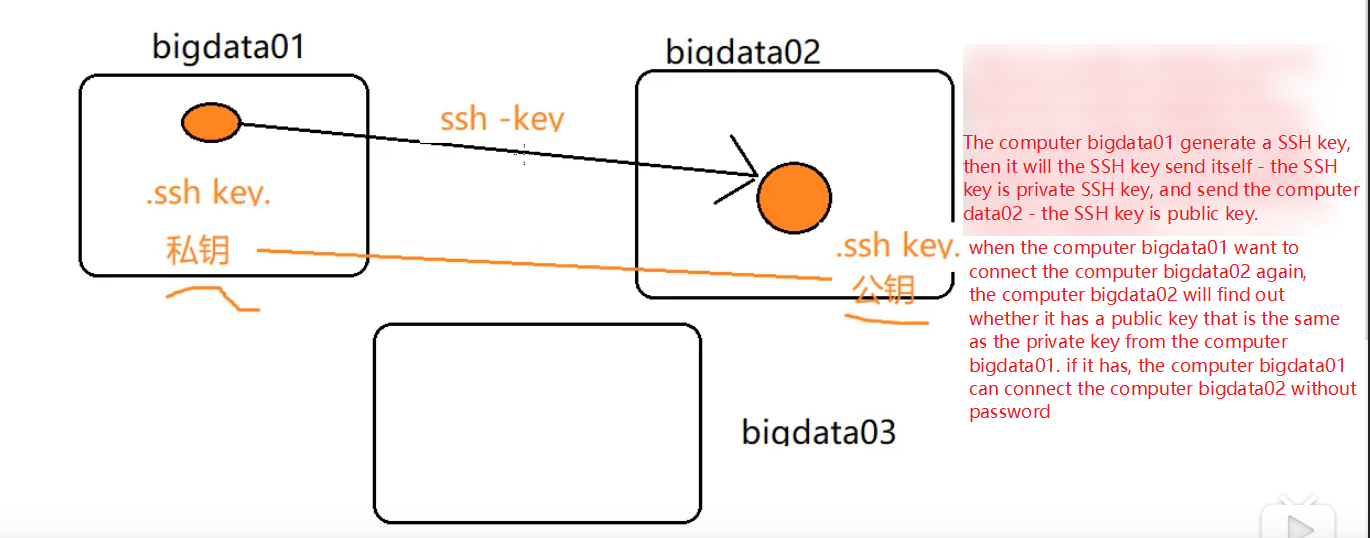 bigdata01
bigdata02
ssh -key
.ssh key.
私钥
.ssh key.
公钥
The computer bigdata01 generate a SSH key,
then it will the SSH key send itself - the SSH
key is private SSH key, and send the computer
data02 - the SSH key is public key.
when the computer bigdata01 want to
connect the computer bigdata02 again,
the computer bigdata02 will find out
whether it has a public key that is the same
as the private key from the computer
bigdata01. if it has, the computer bigdata01
can connect the computer bigdata02 without
password
bigdata03